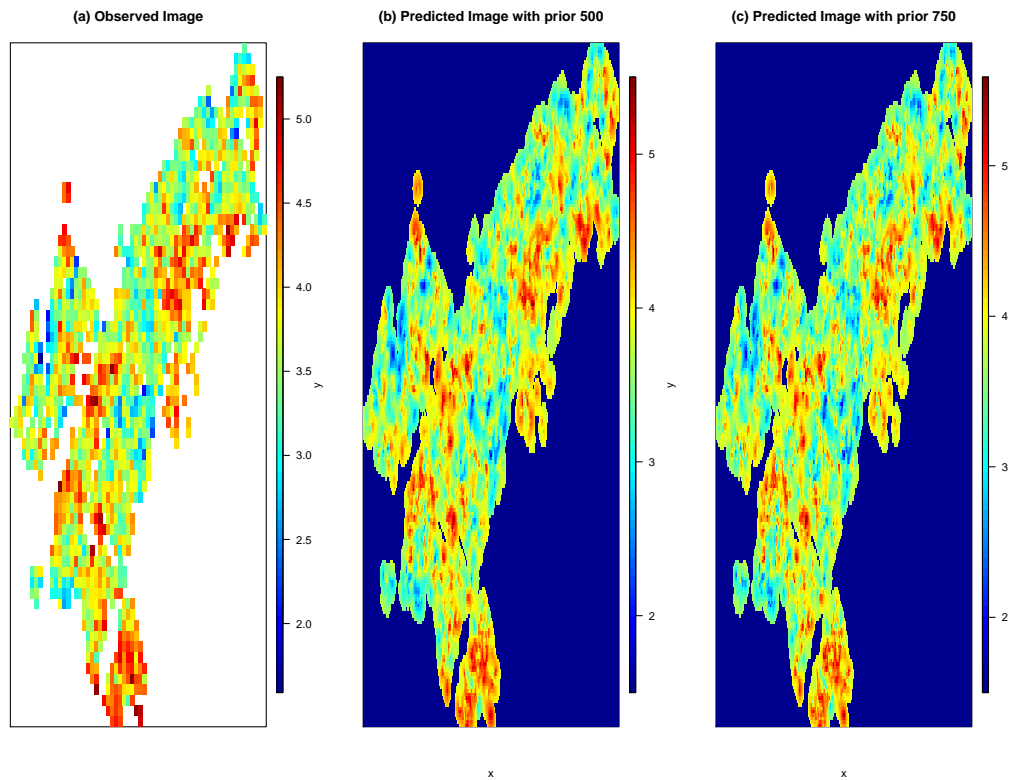 (a) Observed Image
(b) Predicted Image with prior 500
(c) Predicted Image with prior 750
5.0
4.5
4.0
3.5
3.0
2.5
2.0
y
5
4
3
2
y
5
4
3
2
x
x